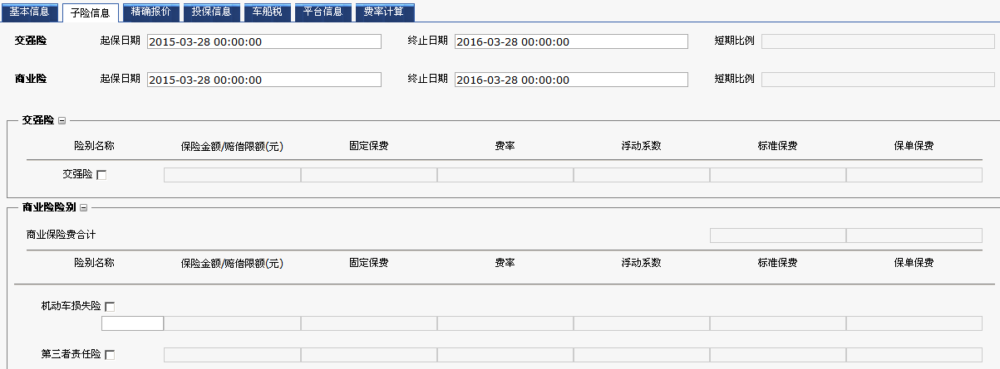 基本信息 子险信息 精确报价 投保信息 车船税 平台信息 费率计算
交强险 起保日期 2015-03-28 00:00:00 终止日期 2016-03-28 00:00:00 短期比例
商业险 起保日期 2015-03-28 00:00:00 终止日期 2016-03-28 00:00:00 短期比例
交强险
险别名称 保险金额/赔偿限额(元) 固定保费 费率 浮动系数 标准保费 保单保费
交强险
商业险险别
商业保险费合计
险别名称 保险金额/赔偿限额(元) 固定保费 费率 浮动系数 标准保费 保单保费
机动车损失险
第三者责任险